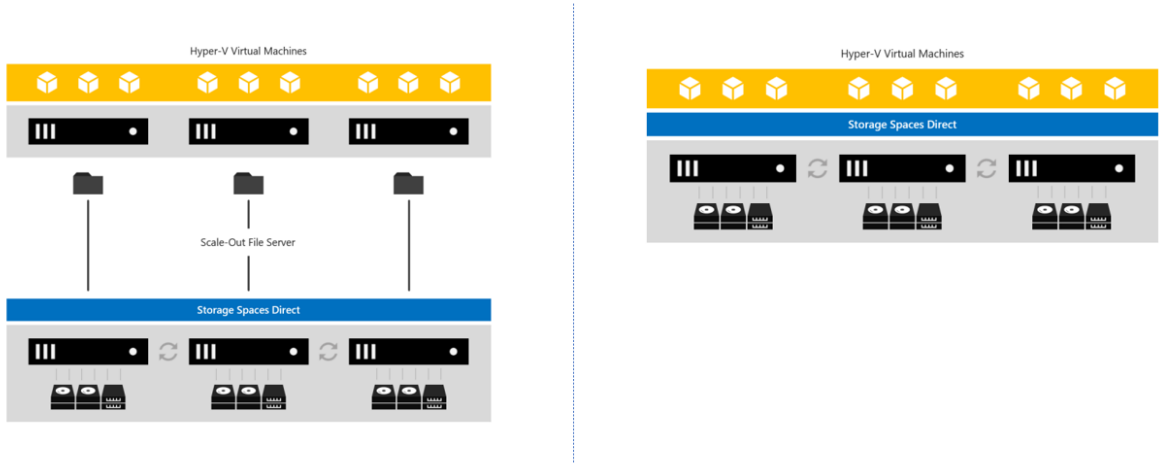 Hyper-V Virtual Machines
Scale-Out File Server
Storage Spaces Direct
Hyper-V Virtual Machines
Storage Spaces Direct